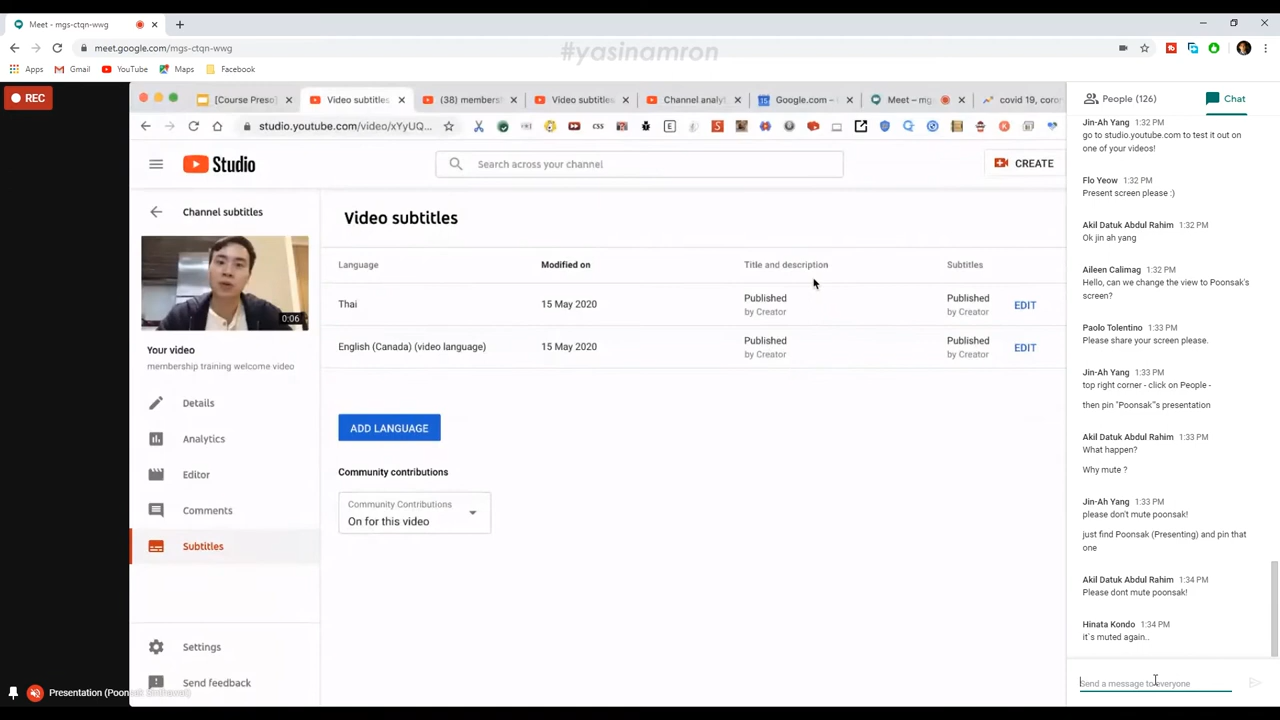 Meet - mgs-ctqn-wwg
meet.google.com/mgs-ctqn-wwg
#yasinamron
Apps Gmail YouTube Maps Facebook
REC
[Course Preso] Video subtitles (38) members Video subtitles Channel analyt Google.com – Meet – mg covid 19, coron
studio.youtube.com/video/xYyUQ...
Studio
Search across your channel
CREATE
Channel subtitles
0:06
Your video
membership training welcome video
Details
Analytics
Editor
Comments
Subtitles
Settings
Send feedback
Video subtitles
Language Modified on Title and description Subtitles
Thai 15 May 2020 Published Published EDIT
by Creator by Creator
English (Canada) (video language) 15 May 2020 Published Published EDIT
by Creator by Creator
ADD LANGUAGE
Community contributions
Community Contributions
On for this video
Presentation
People (126) Chat
Jin-Ah Yang 1:32 PM
go to studio.youtube.com to test it out on
one of your videos!
Flo Yeow 1:32 PM
Present screen please :)
Akil Datuk Abdul Rahim 1:32 PM
Ok jin ah yang
Aileen Calimag 1:32 PM
Hello, can we change the view to Poonsak's
screen?
Paolo Tolentino 1:33 PM
Please share your screen please.
Jin-Ah Yang 1:33 PM
top right corner - click on People -
then pin "Poonsak"'s presentation
Akil Datuk Abdul Rahim 1:33 PM
What happen?
Why mute ?
Jin-Ah Yang 1:33 PM
please don't mute poonsak!
just find Poonsak (Presenting) and pin that
one
Akil Datuk Abdul Rahim 1:34 PM
Please dont mute poonsak!
Hinata Kondo 1:34 PM
it`s muted again..
Send a message to everyone